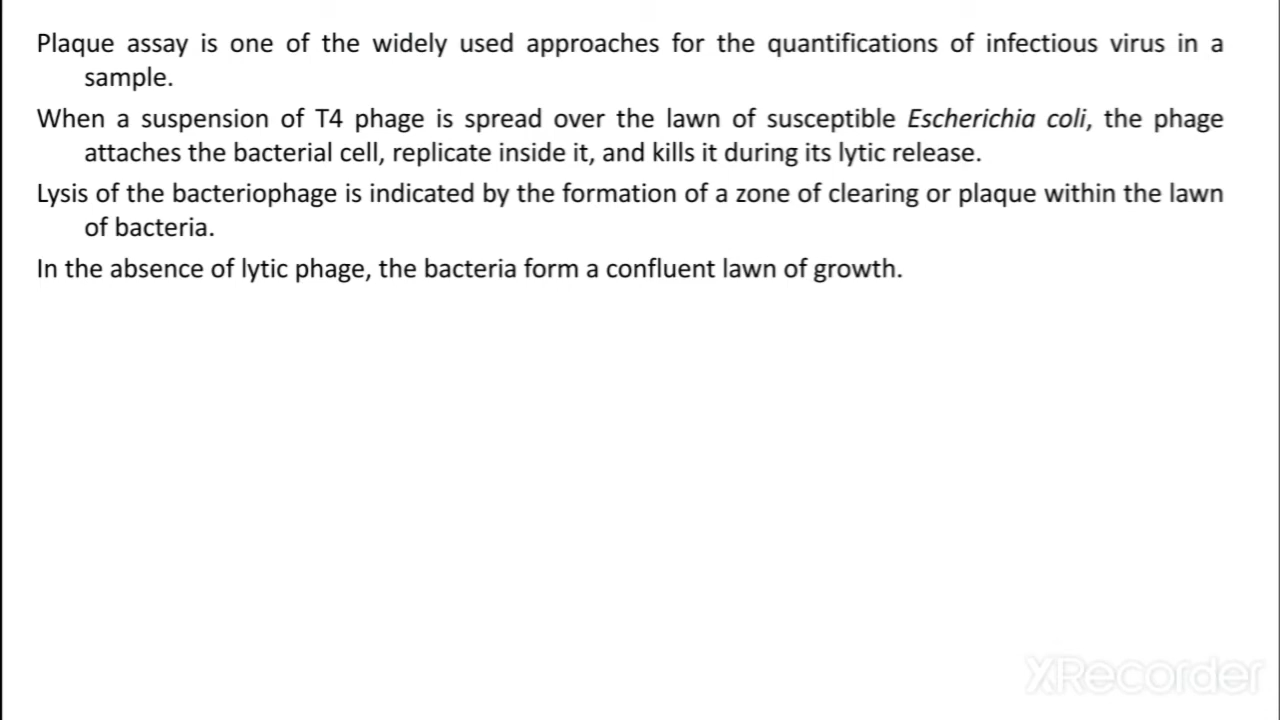 Plaque assay is one of the widely used approaches for the quantifications of infectious virus in a
sample.
When a suspension of T4 phage is spread over the lawn of susceptible Escherichia coli, the phage
attaches the bacterial cell, replicate inside it, and kills it during its lytic release.
Lysis of the bacteriophage is indicated by the formation of a zone of clearing or plaque within the lawn
of bacteria.
In the absence of lytic phage, the bacteria form a confluent lawn of growth.
XRecorder